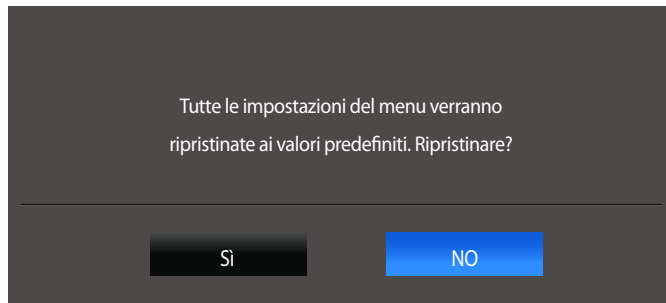 Tutte le impostazioni del menu verranno
ripristinate ai valori predefiniti. Ripristinare?
Sì
NO